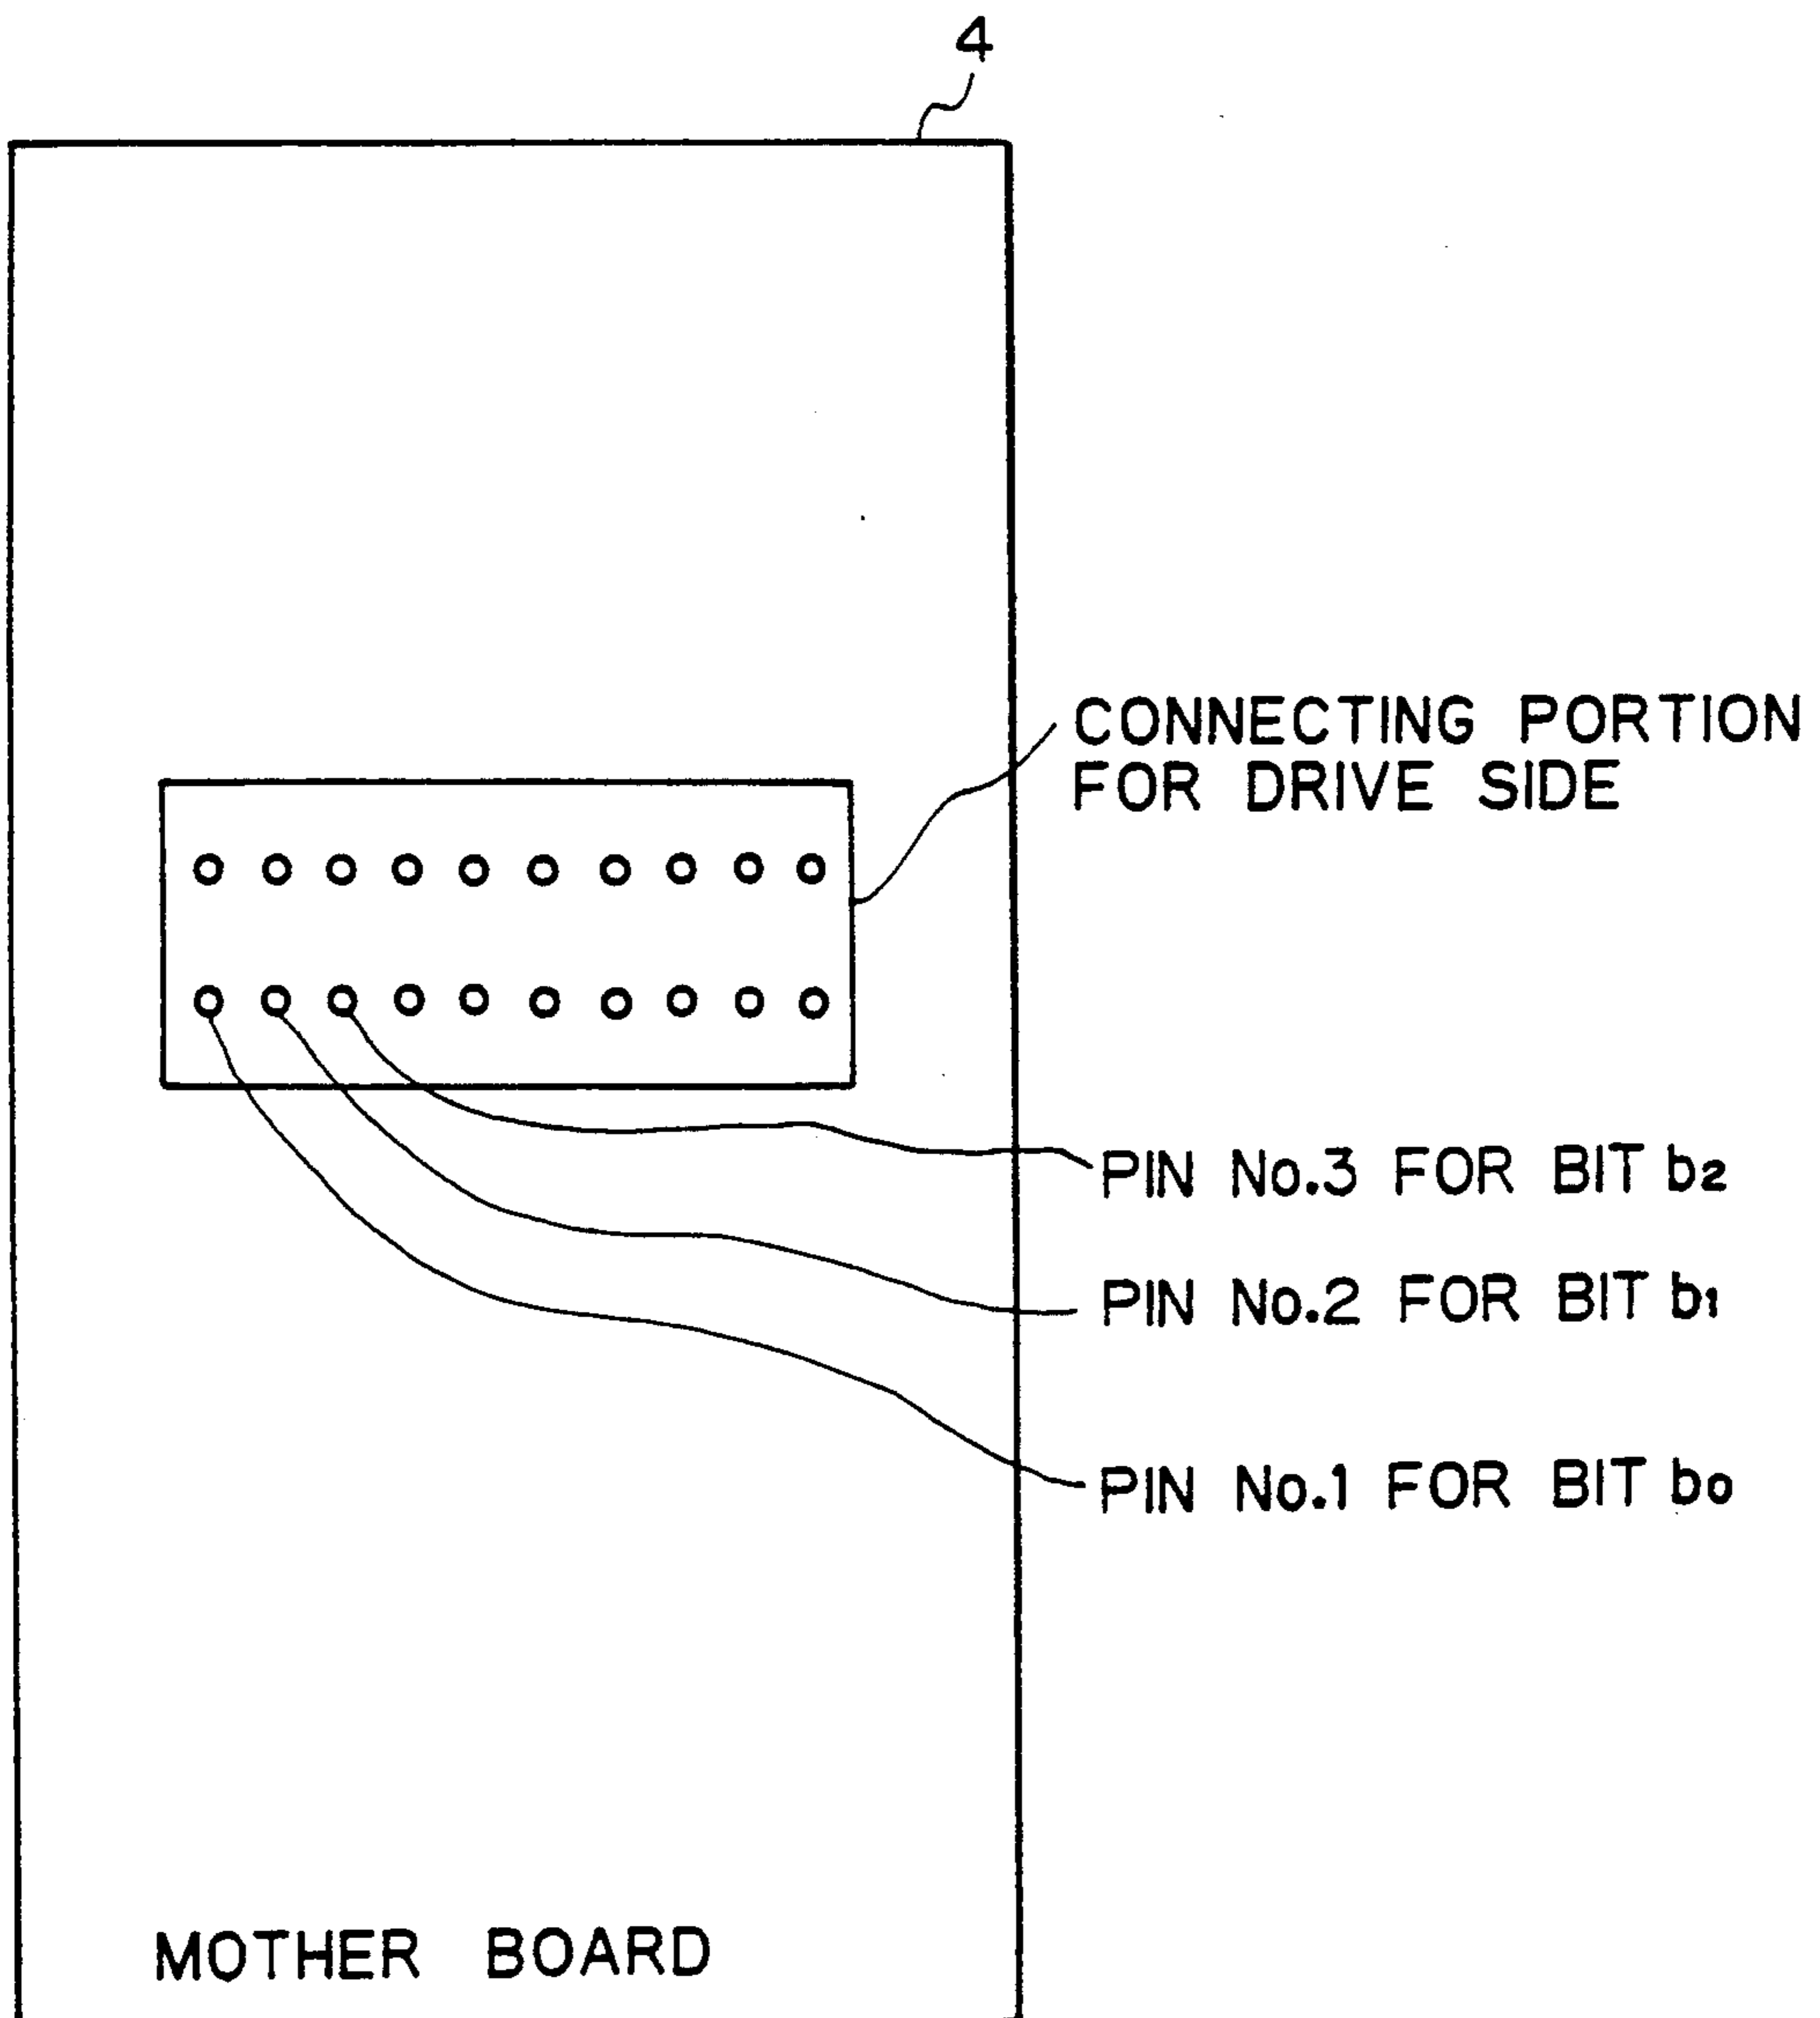 4
CONNECTING PORTION
FOR DRIVE SIDE
PIN No.3 FOR BIT b2
PIN No.2 FOR BIT b1
PIN No.1 FOR BIT b0
MOTHER BOARD